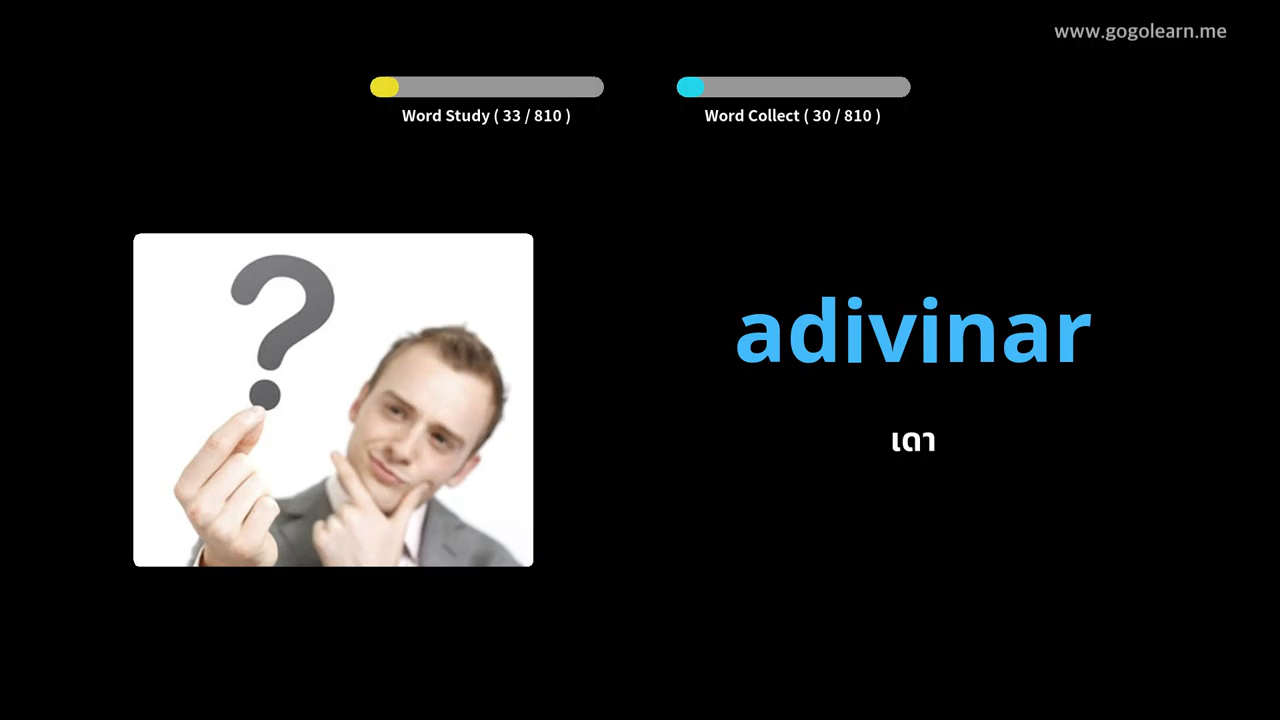 www.gogolearn.me
Word Study ( 33 / 810 )
Word Collect ( 30 / 810 )
?
adivinar
เดา